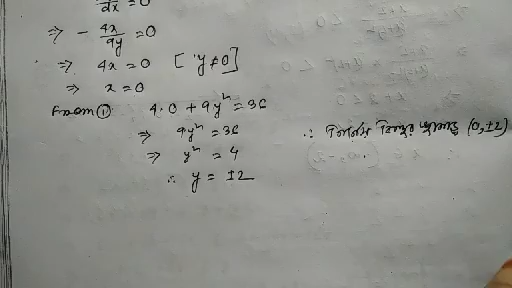 dy/dx = 0
⇒ - 4x/9y = 0
⇒ 4x = 0 [∵ y ≠ 0]
⇒ x = 0
From ① 4·0 + 9y² = 36
⇒ 9y² = 36
⇒ y² = 4
∴ y = ±2
∴ নির্ণেয় বিন্দুর স্থানাঙ্ক (0, ±2)